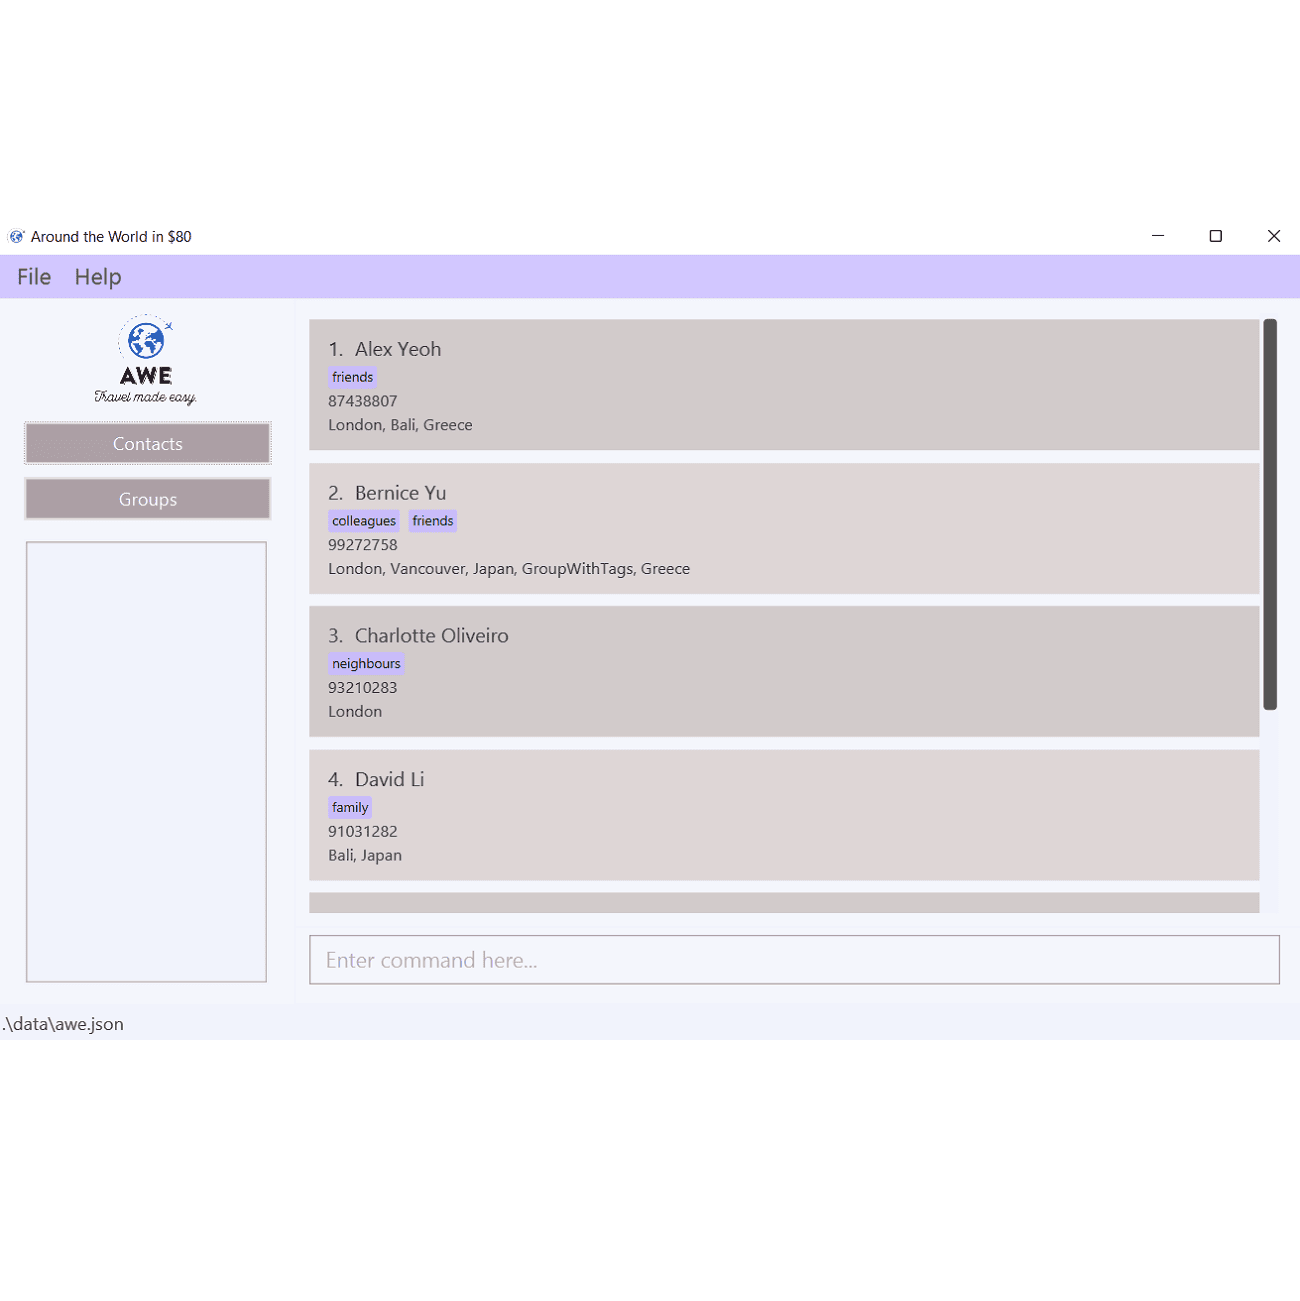 Around the World in $80
File Help
AWE
Travel made easy.
Contacts
Groups
1. Alex Yeoh
friends
87438807
London, Bali, Greece
2. Bernice Yu
colleagues friends
99272758
London, Vancouver, Japan, GroupWithTags, Greece
3. Charlotte Oliveiro
neighbours
93210283
London
4. David Li
family
91031282
Bali, Japan
Enter command here...
.\data\awe.json